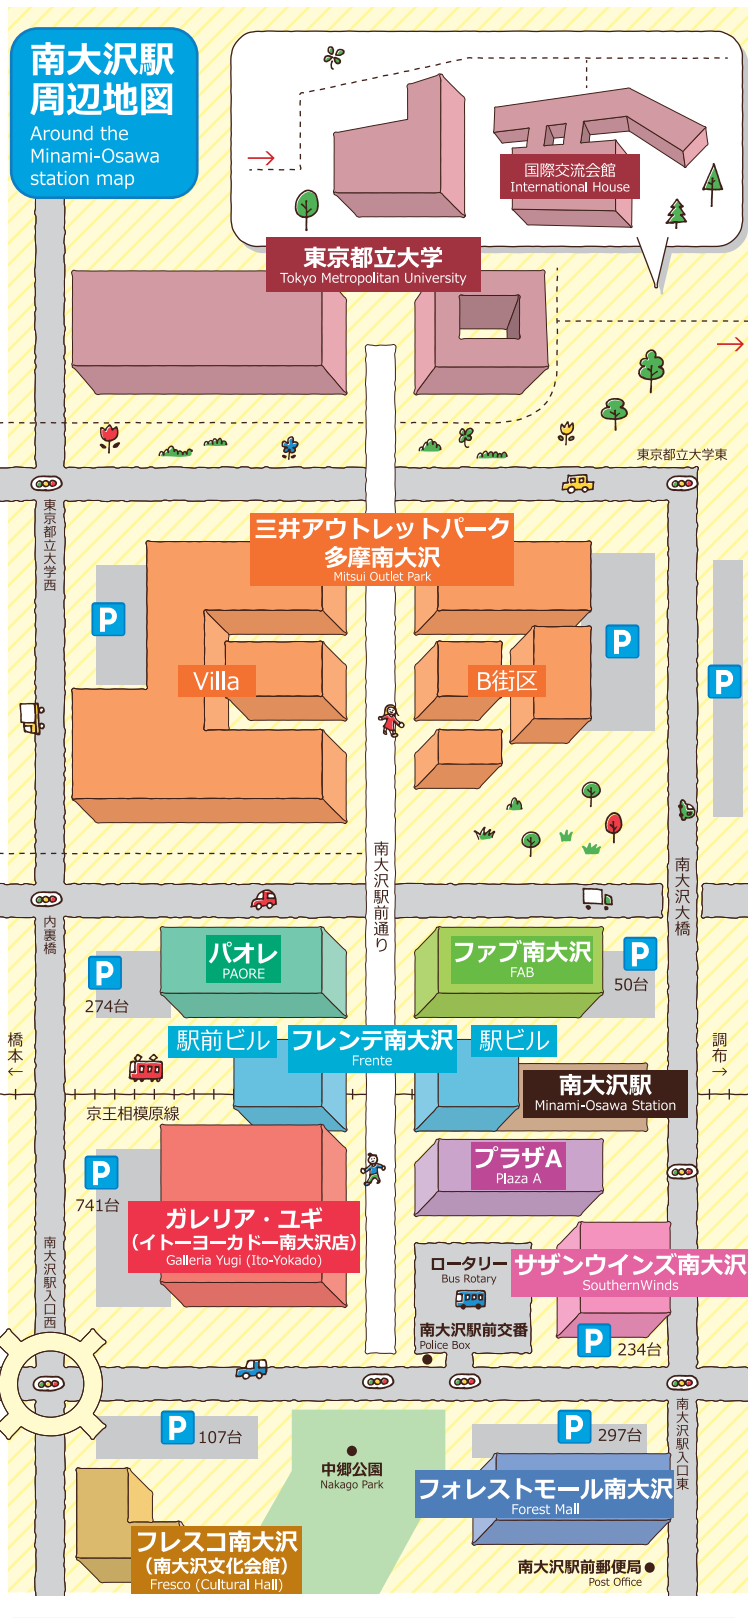 南大沢駅
周辺地図
Around the
Minami-Osawa
station map
国際交流会館
International House
東京都立大学
Tokyo Metropolitan University
東京都立大学東
東京都立大学西
三井アウトレットパーク
多摩南大沢
Mitsui Outlet Park
P
P
Villa
B街区
P
南大沢駅前通り
南大沢大橋
内裏橋
パオレ
PAORE
ファブ南大沢
FAB
P
274台
P
50台
橋本←
駅前ビル
フレンテ南大沢
Frente
駅ビル
調布→
南大沢駅
Minami-Osawa Station
京王相模原線
プラザA
Plaza A
P
741台
ガレリア・ユギ
(イトーヨーカドー南大沢店)
Galleria Yugi (Ito-Yokado)
南大沢駅入口西
ロータリー
Bus Rotary
サザンウインズ南大沢
SouthernWinds
南大沢駅前交番
Police Box
P
234台
P
107台
P
297台
南大沢駅入口東
中郷公園
Nakago Park
フォレストモール南大沢
Forest Mall
フレスコ南大沢
(南大沢文化会館)
Fresco (Cultural Hall)
南大沢駅前郵便局
Post Office